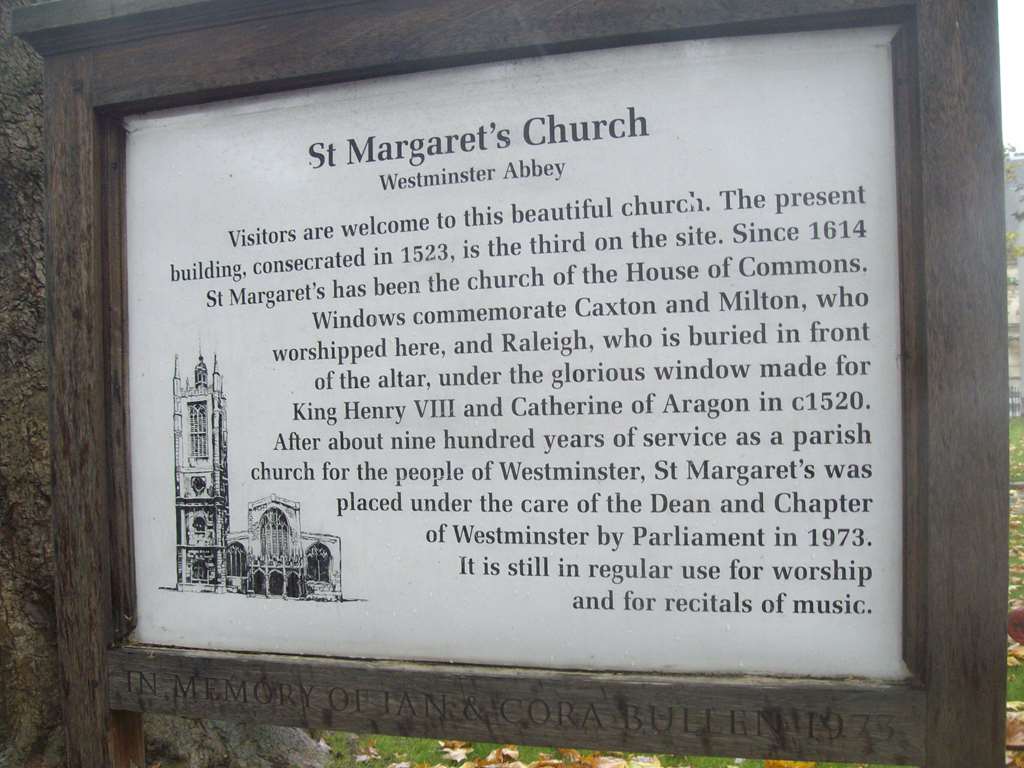 St Margaret's Church
Westminster Abbey
Visitors are welcome to this beautiful church. The present
building, consecrated in 1523, is the third on the site. Since 1614
St Margaret's has been the church of the House of Commons.
Windows commemorate Caxton and Milton, who
worshipped here, and Raleigh, who is buried in front
of the altar, under the glorious window made for
King Henry VIII and Catherine of Aragon in c1520.
After about nine hundred years of service as a parish
church for the people of Westminster, St Margaret's was
placed under the care of the Dean and Chapter
of Westminster by Parliament in 1973.
It is still in regular use for worship
and for recitals of music.
IN MEMORY OF IAN & CORA BULLEN 1975